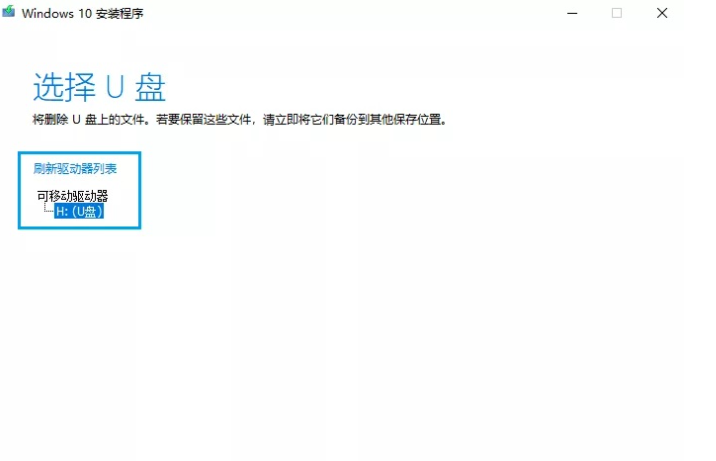 Windows 10 安装程序
选择 U 盘
将删除 U 盘上的文件。若要保留这些文件，请立即将它们备份到其他保存位置。
刷新驱动器列表
可移动驱动器
H: (U盘)